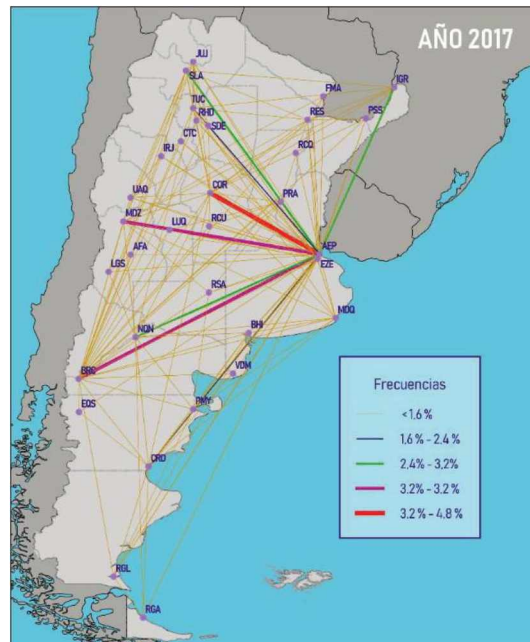 AÑO 2017
JUJ
SLA
IGR
FMA
TUC
RHD
SDE
RES
PSS
CTC
IRJ
RCQ
COR
UAQ
PRA
MDZ
LUQ
RCU
AFA
AEP
EZE
LGS
RSA
MDQ
NQN
BHI
BRC
VDM
EQS
PMY
CRD
RGL
RGA
Frecuencias
<1.6 %
1.6 % - 2.4 %
2.4% - 3.2%
3.2% - 3.2 %
3.2 % - 4.8 %